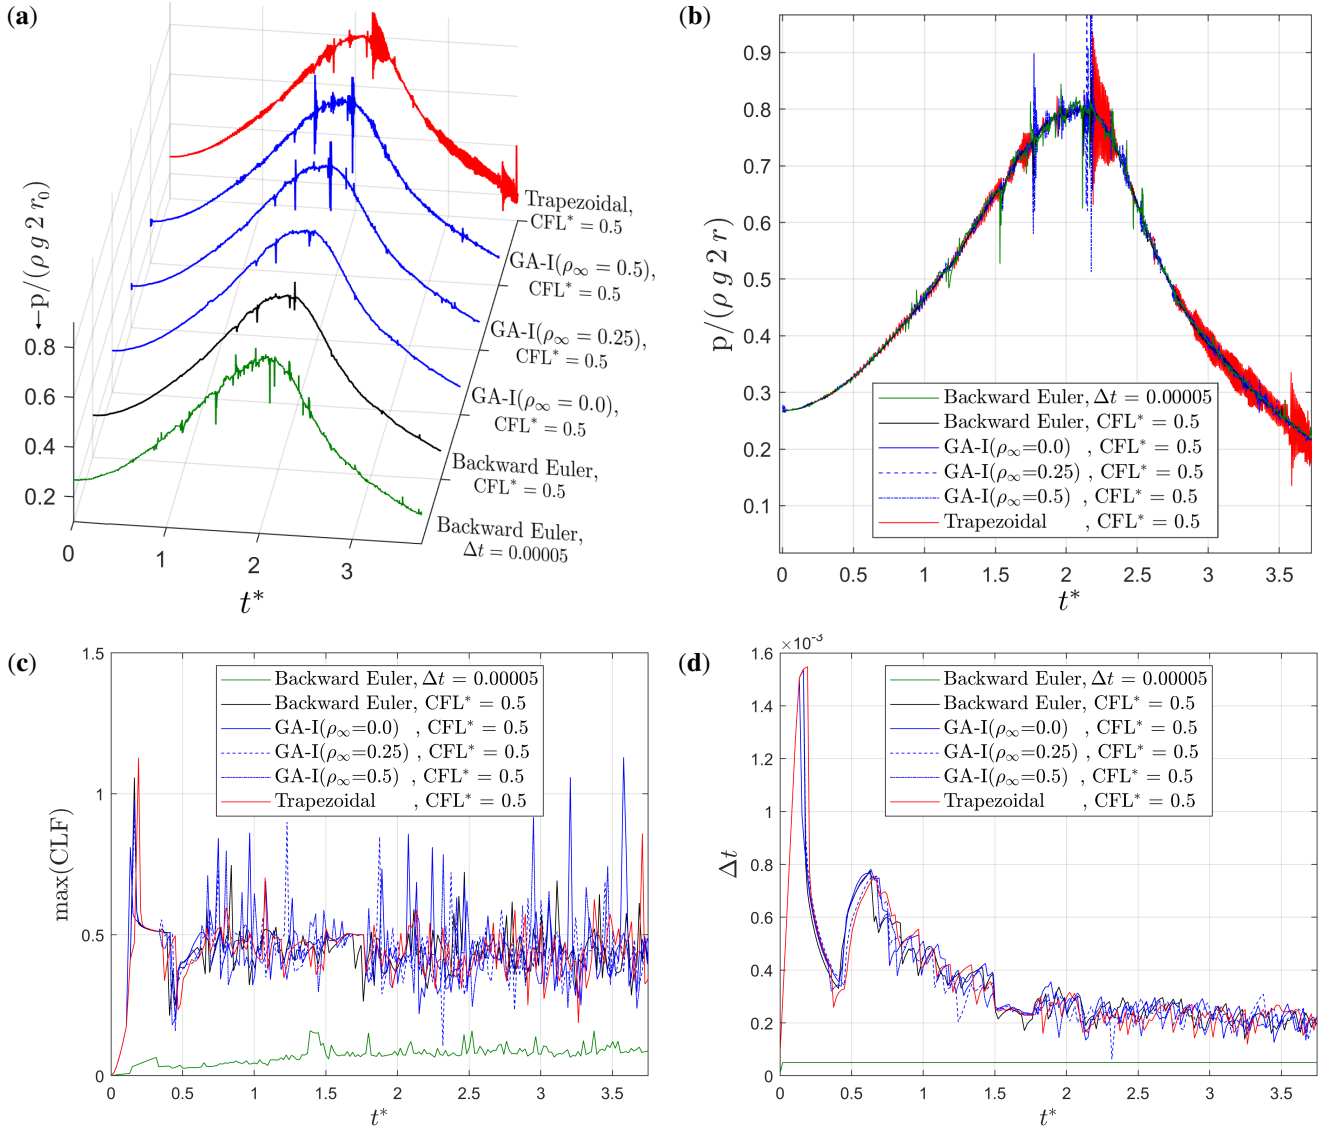 (a)
←p/(ρ g 2 r₀)
0.8
0.6
0.4
0.2
0
1
2
3
t*
Trapezoidal,
CFL* = 0.5
GA-I(ρ∞ = 0.5),
CFL* = 0.5
GA-I(ρ∞ = 0.25),
CFL* = 0.5
GA-I(ρ∞ = 0.0),
CFL* = 0.5
Backward Euler,
CFL* = 0.5
Backward Euler,
Δt = 0.00005
(b)
p/(ρ g 2 r)
0.9
0.8
0.7
0.6
0.5
0.4
0.3
0.2
0.1
Backward Euler, Δt = 0.00005
Backward Euler, CFL* = 0.5
GA-I(ρ∞=0.0) , CFL* = 0.5
GA-I(ρ∞=0.25) , CFL* = 0.5
GA-I(ρ∞=0.5) , CFL* = 0.5
Trapezoidal , CFL* = 0.5
0 0.5 1 1.5 2 2.5 3 3.5
t*
(c)
max(CLF)
1.5
1
0.5
0
Backward Euler, Δt = 0.00005
Backward Euler, CFL* = 0.5
GA-I(ρ∞=0.0) , CFL* = 0.5
GA-I(ρ∞=0.25) , CFL* = 0.5
GA-I(ρ∞=0.5) , CFL* = 0.5
Trapezoidal , CFL* = 0.5
0 0.5 1 1.5 2 2.5 3 3.5
t*
(d)
×10⁻³
Δt
1.6
1.4
1.2
1
0.8
0.6
0.4
0.2
0
Backward Euler, Δt = 0.00005
Backward Euler, CFL* = 0.5
GA-I(ρ∞=0.0) , CFL* = 0.5
GA-I(ρ∞=0.25) , CFL* = 0.5
GA-I(ρ∞=0.5) , CFL* = 0.5
Trapezoidal , CFL* = 0.5
0 0.5 1 1.5 2 2.5 3 3.5
t*